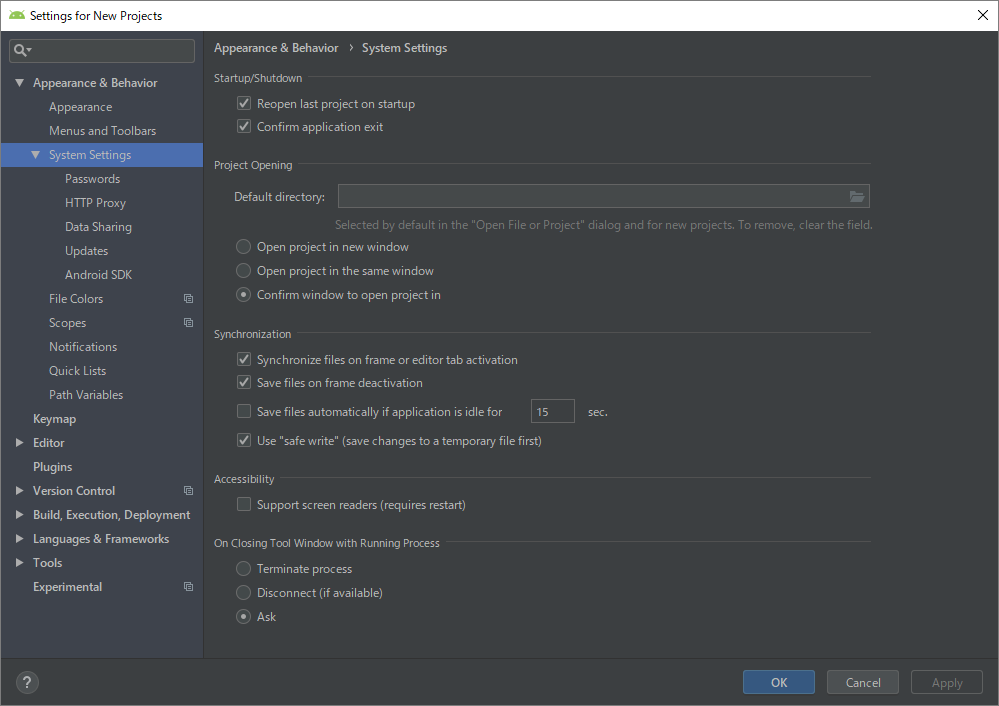 Settings for New Projects
Appearance & Behavior
Appearance
Menus and Toolbars
System Settings
Passwords
HTTP Proxy
Data Sharing
Updates
Android SDK
File Colors
Scopes
Notifications
Quick Lists
Path Variables
Keymap
Editor
Plugins
Version Control
Build, Execution, Deployment
Languages & Frameworks
Tools
Experimental
Appearance & Behavior › System Settings
Startup/Shutdown
Reopen last project on startup
Confirm application exit
Project Opening
Default directory:
Selected by default in the "Open File or Project" dialog and for new projects. To remove, clear the field.
Open project in new window
Open project in the same window
Confirm window to open project in
Synchronization
Synchronize files on frame or editor tab activation
Save files on frame deactivation
Save files automatically if application is idle for 15 sec.
Use "safe write" (save changes to a temporary file first)
Accessibility
Support screen readers (requires restart)
On Closing Tool Window with Running Process
Terminate process
Disconnect (if available)
Ask
?
OK Cancel Apply